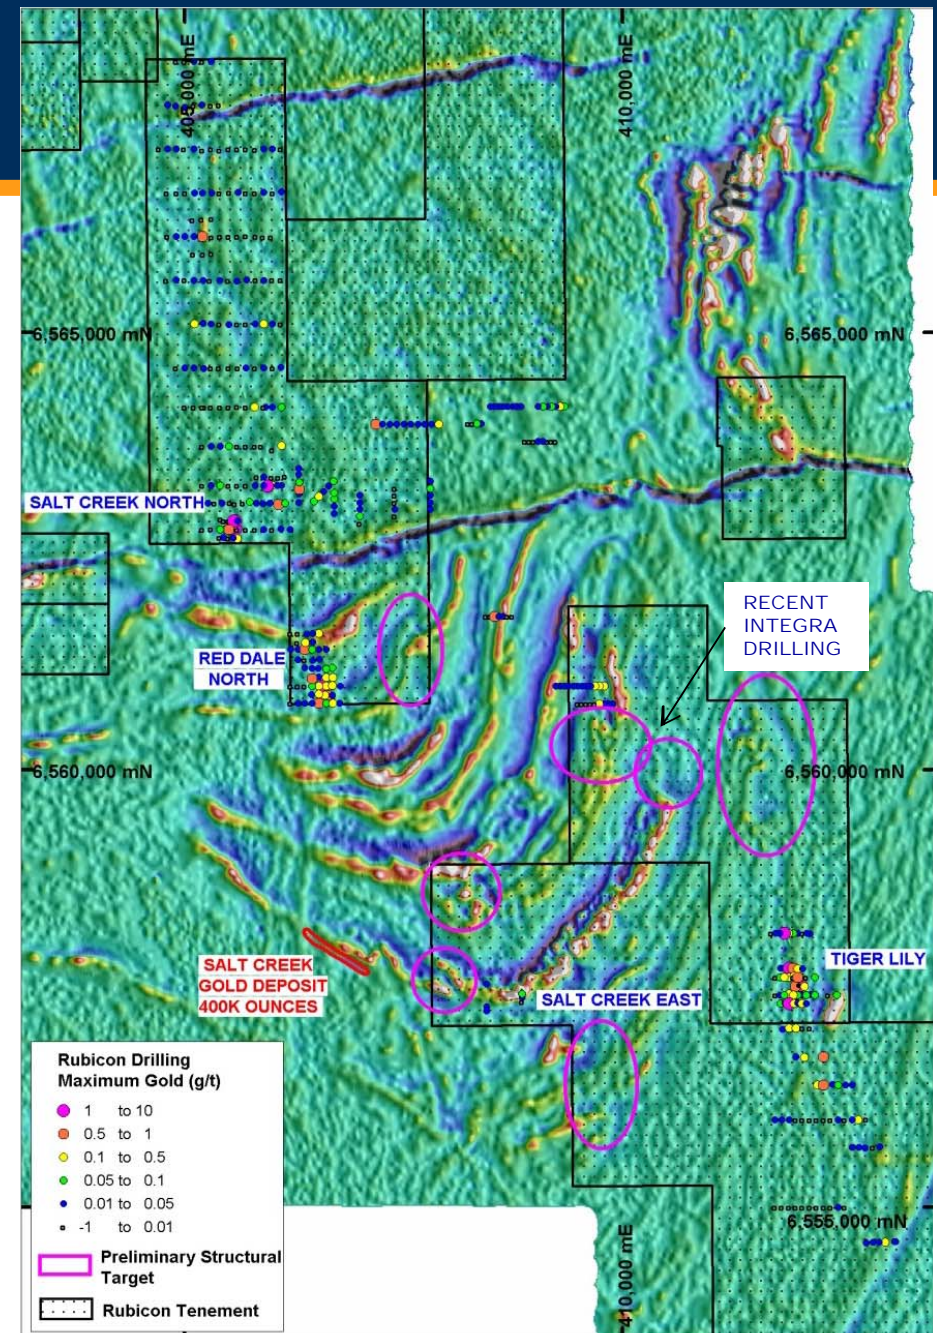 405,000 mE
410,000 mE
6,565,000 mN
6,565,000 mN
SALT CREEK NORTH
RECENT
INTEGRA
DRILLING
RED DALE
NORTH
6,560,000 mN
6,560,000 mN
TIGER LILY
SALT CREEK
GOLD DEPOSIT
400K OUNCES
SALT CREEK EAST
Rubicon Drilling
Maximum Gold (g/t)
1 to 10
0.5 to 1
0.1 to 0.5
0.05 to 0.1
0.01 to 0.05
-1 to 0.01
Preliminary Structural
Target
Rubicon Tenement
6,555,000 mN
410,000 mE